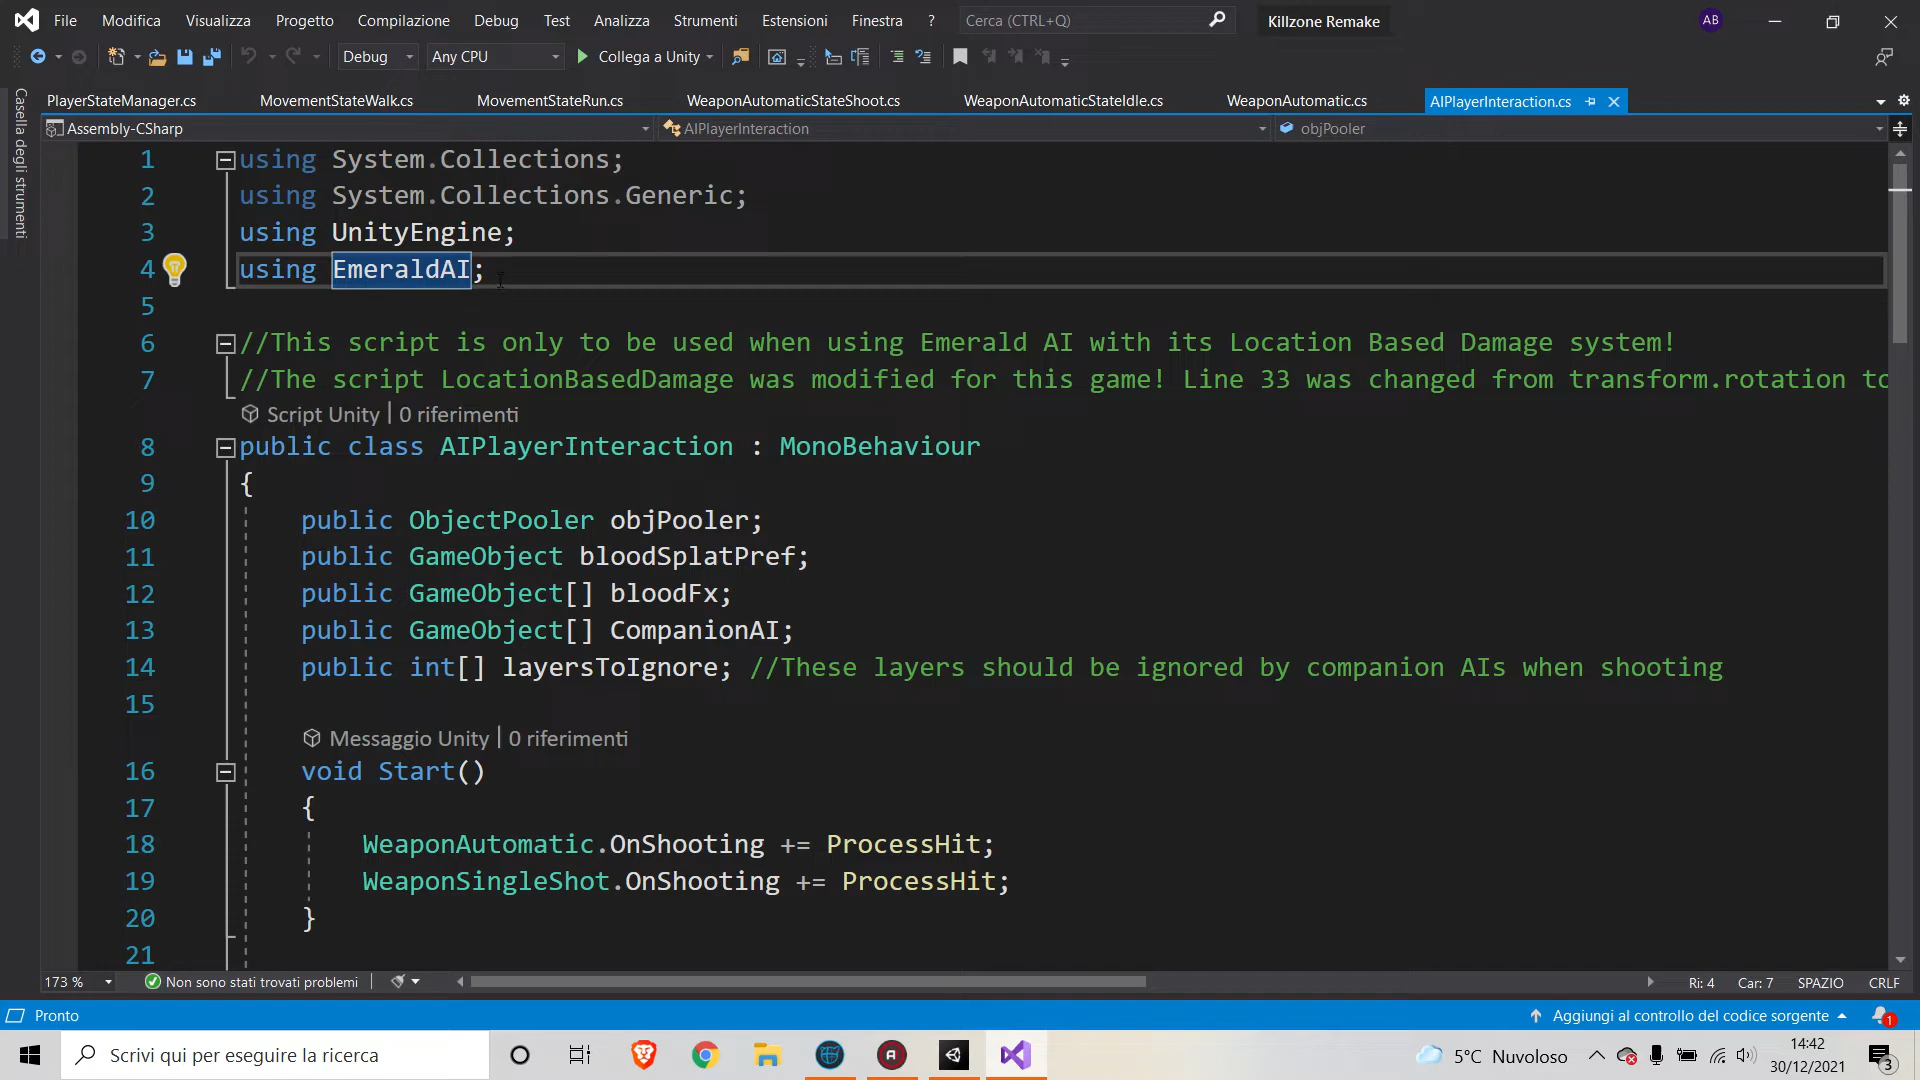 File Modifica Visualizza Progetto Compilazione Debug Test Analizza Strumenti Estensioni Finestra ? Cerca (CTRL+Q) Killzone Remake AB
Debug Any CPU Collega a Unity
Casella degli strumenti
PlayerStateManager.cs MovementStateWalk.cs MovementStateRun.cs WeaponAutomaticStateShoot.cs WeaponAutomaticStateIdle.cs WeaponAutomatic.cs AIPlayerInteraction.cs
Assembly-CSharp AIPlayerInteraction objPooler
1 using System.Collections;
2 using System.Collections.Generic;
3 using UnityEngine;
4 using EmeraldAI;
5
6 //This script is only to be used when using Emerald AI with its Location Based Damage system!
7 //The script LocationBasedDamage was modified for this game! Line 33 was changed from transform.rotation to
Script Unity | 0 riferimenti
8 public class AIPlayerInteraction : MonoBehaviour
9 {
10 public ObjectPooler objPooler;
11 public GameObject bloodSplatPref;
12 public GameObject[] bloodFx;
13 public GameObject[] CompanionAI;
14 public int[] layersToIgnore; //These layers should be ignored by companion AIs when shooting
15
Messaggio Unity | 0 riferimenti
16 void Start()
17 {
18 WeaponAutomatic.OnShooting += ProcessHit;
19 WeaponSingleShot.OnShooting += ProcessHit;
20 }
21
173 % Non sono stati trovati problemi Ri: 4 Car: 7 SPAZIO CRLF
Pronto Aggiungi al controllo del codice sorgente 1
Scrivi qui per eseguire la ricerca 5°C Nuvoloso 14:42
30/12/2021 3